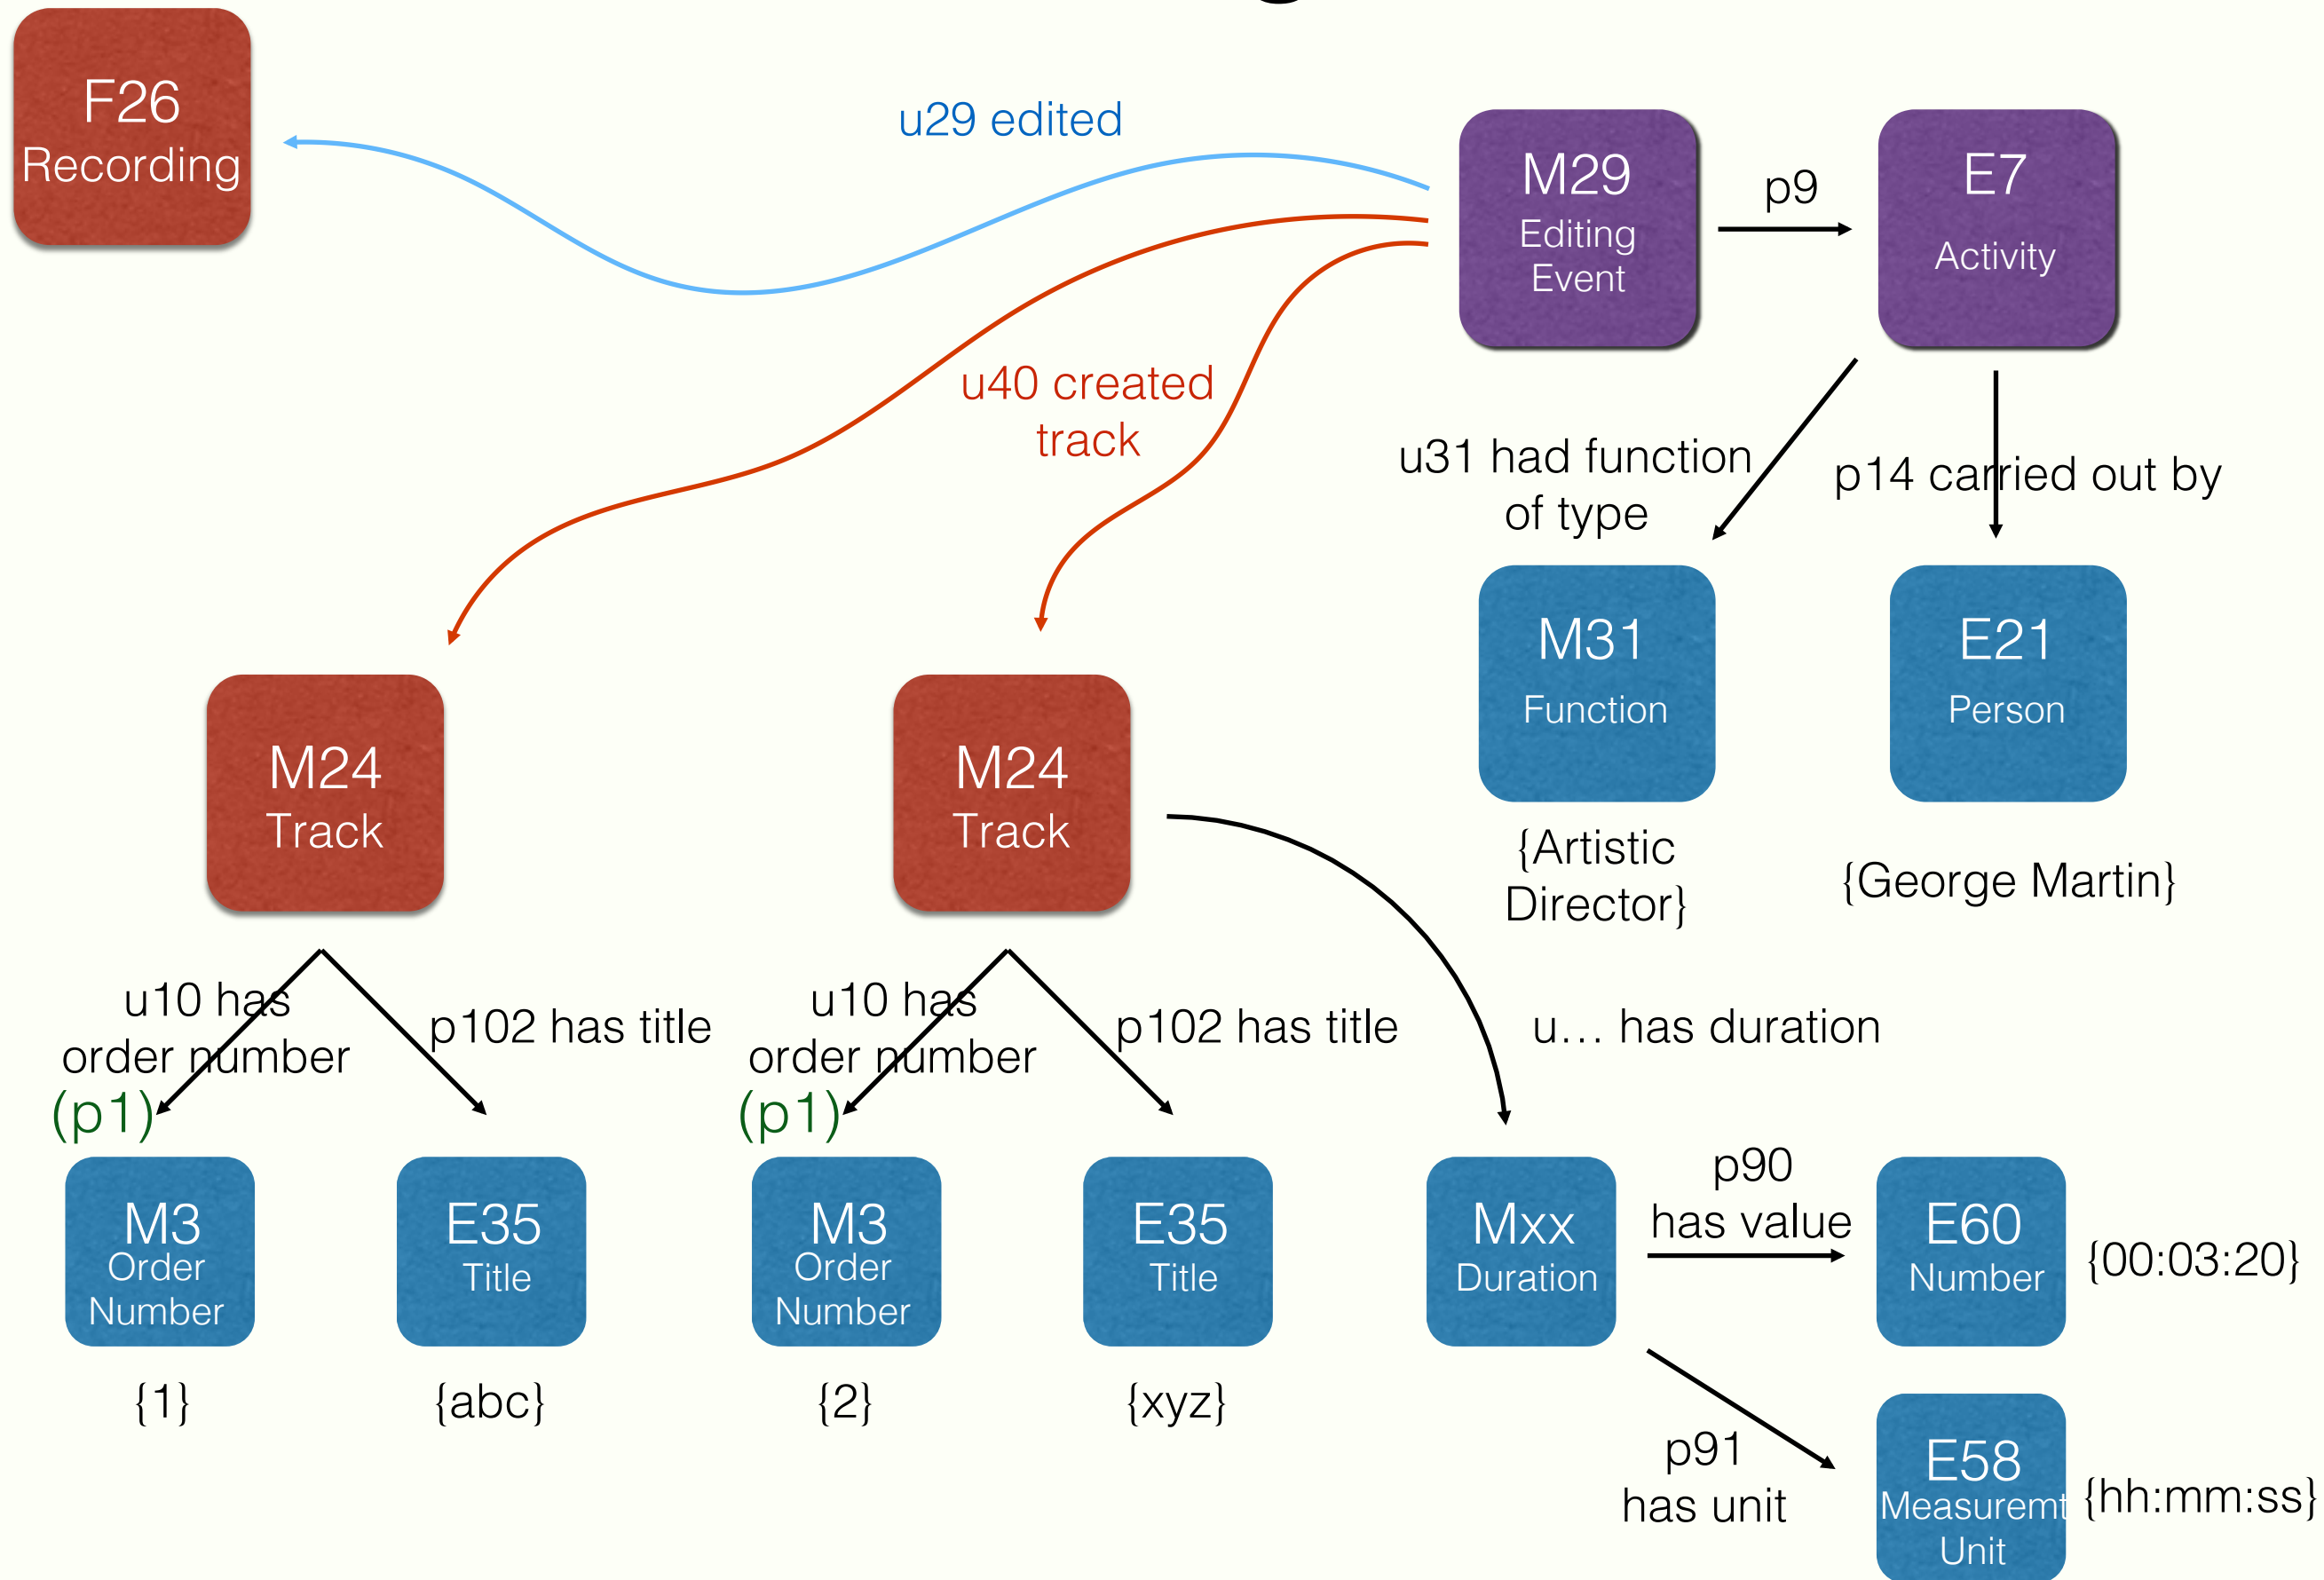 F26
Recording
u29 edited
M29
Editing
Event
p9
E7
Activity
u40 created
track
u31 had function
of type
p14 carried out by
M31
Function
E21
Person
{Artistic
Director}
{George Martin}
M24
Track
M24
Track
u10 has
order number
(p1)
p102 has title
u10 has
order number
(p1)
p102 has title
u... has duration
M3
Order
Number
E35
Title
M3
Order
Number
E35
Title
Mxx
Duration
p90
has value
E60
Number
{00:03:20}
{1}
{abc}
{2}
{xyz}
p91
has unit
E58
Measuremt
Unit
{hh:mm:ss}